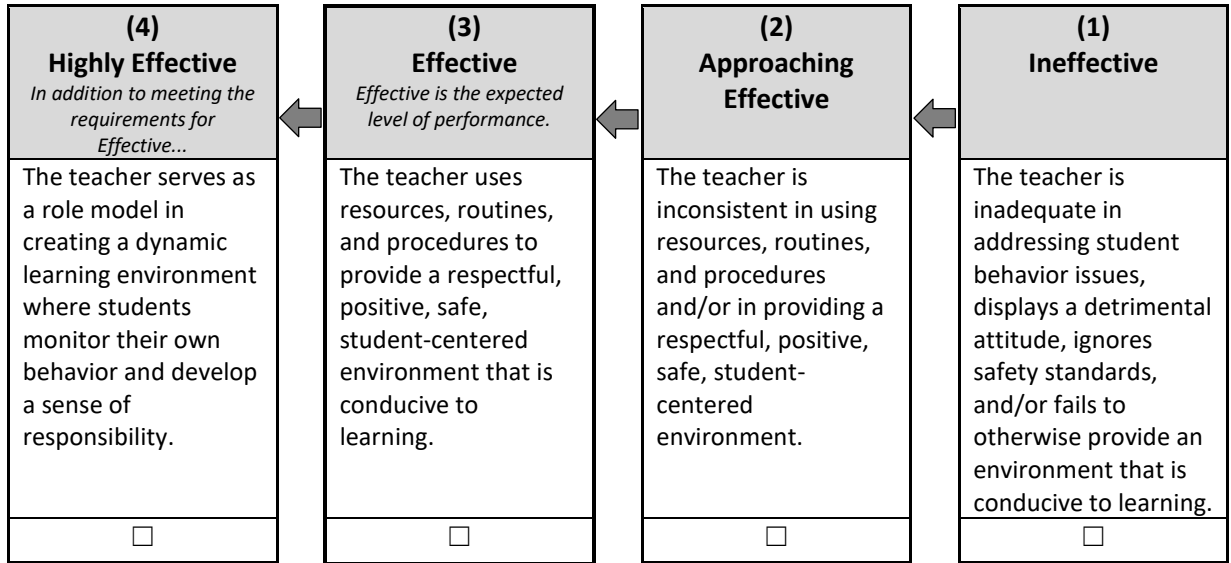 (4)
Highly Effective
In addition to meeting the
requirements for
Effective...
The teacher serves as
a role model in
creating a dynamic
learning environment
where students
monitor their own
behavior and develop
a sense of
responsibility.
☐
(3)
Effective
Effective is the expected
level of performance.
The teacher uses
resources, routines,
and procedures to
provide a respectful,
positive, safe,
student-centered
environment that is
conducive to
learning.
☐
(2)
Approaching
Effective
The teacher is
inconsistent in using
resources, routines,
and procedures
and/or in providing a
respectful, positive,
safe, student-
centered
environment.
☐
(1)
Ineffective
The teacher is
inadequate in
addressing student
behavior issues,
displays a detrimental
attitude, ignores
safety standards,
and/or fails to
otherwise provide an
environment that is
conducive to learning.
☐